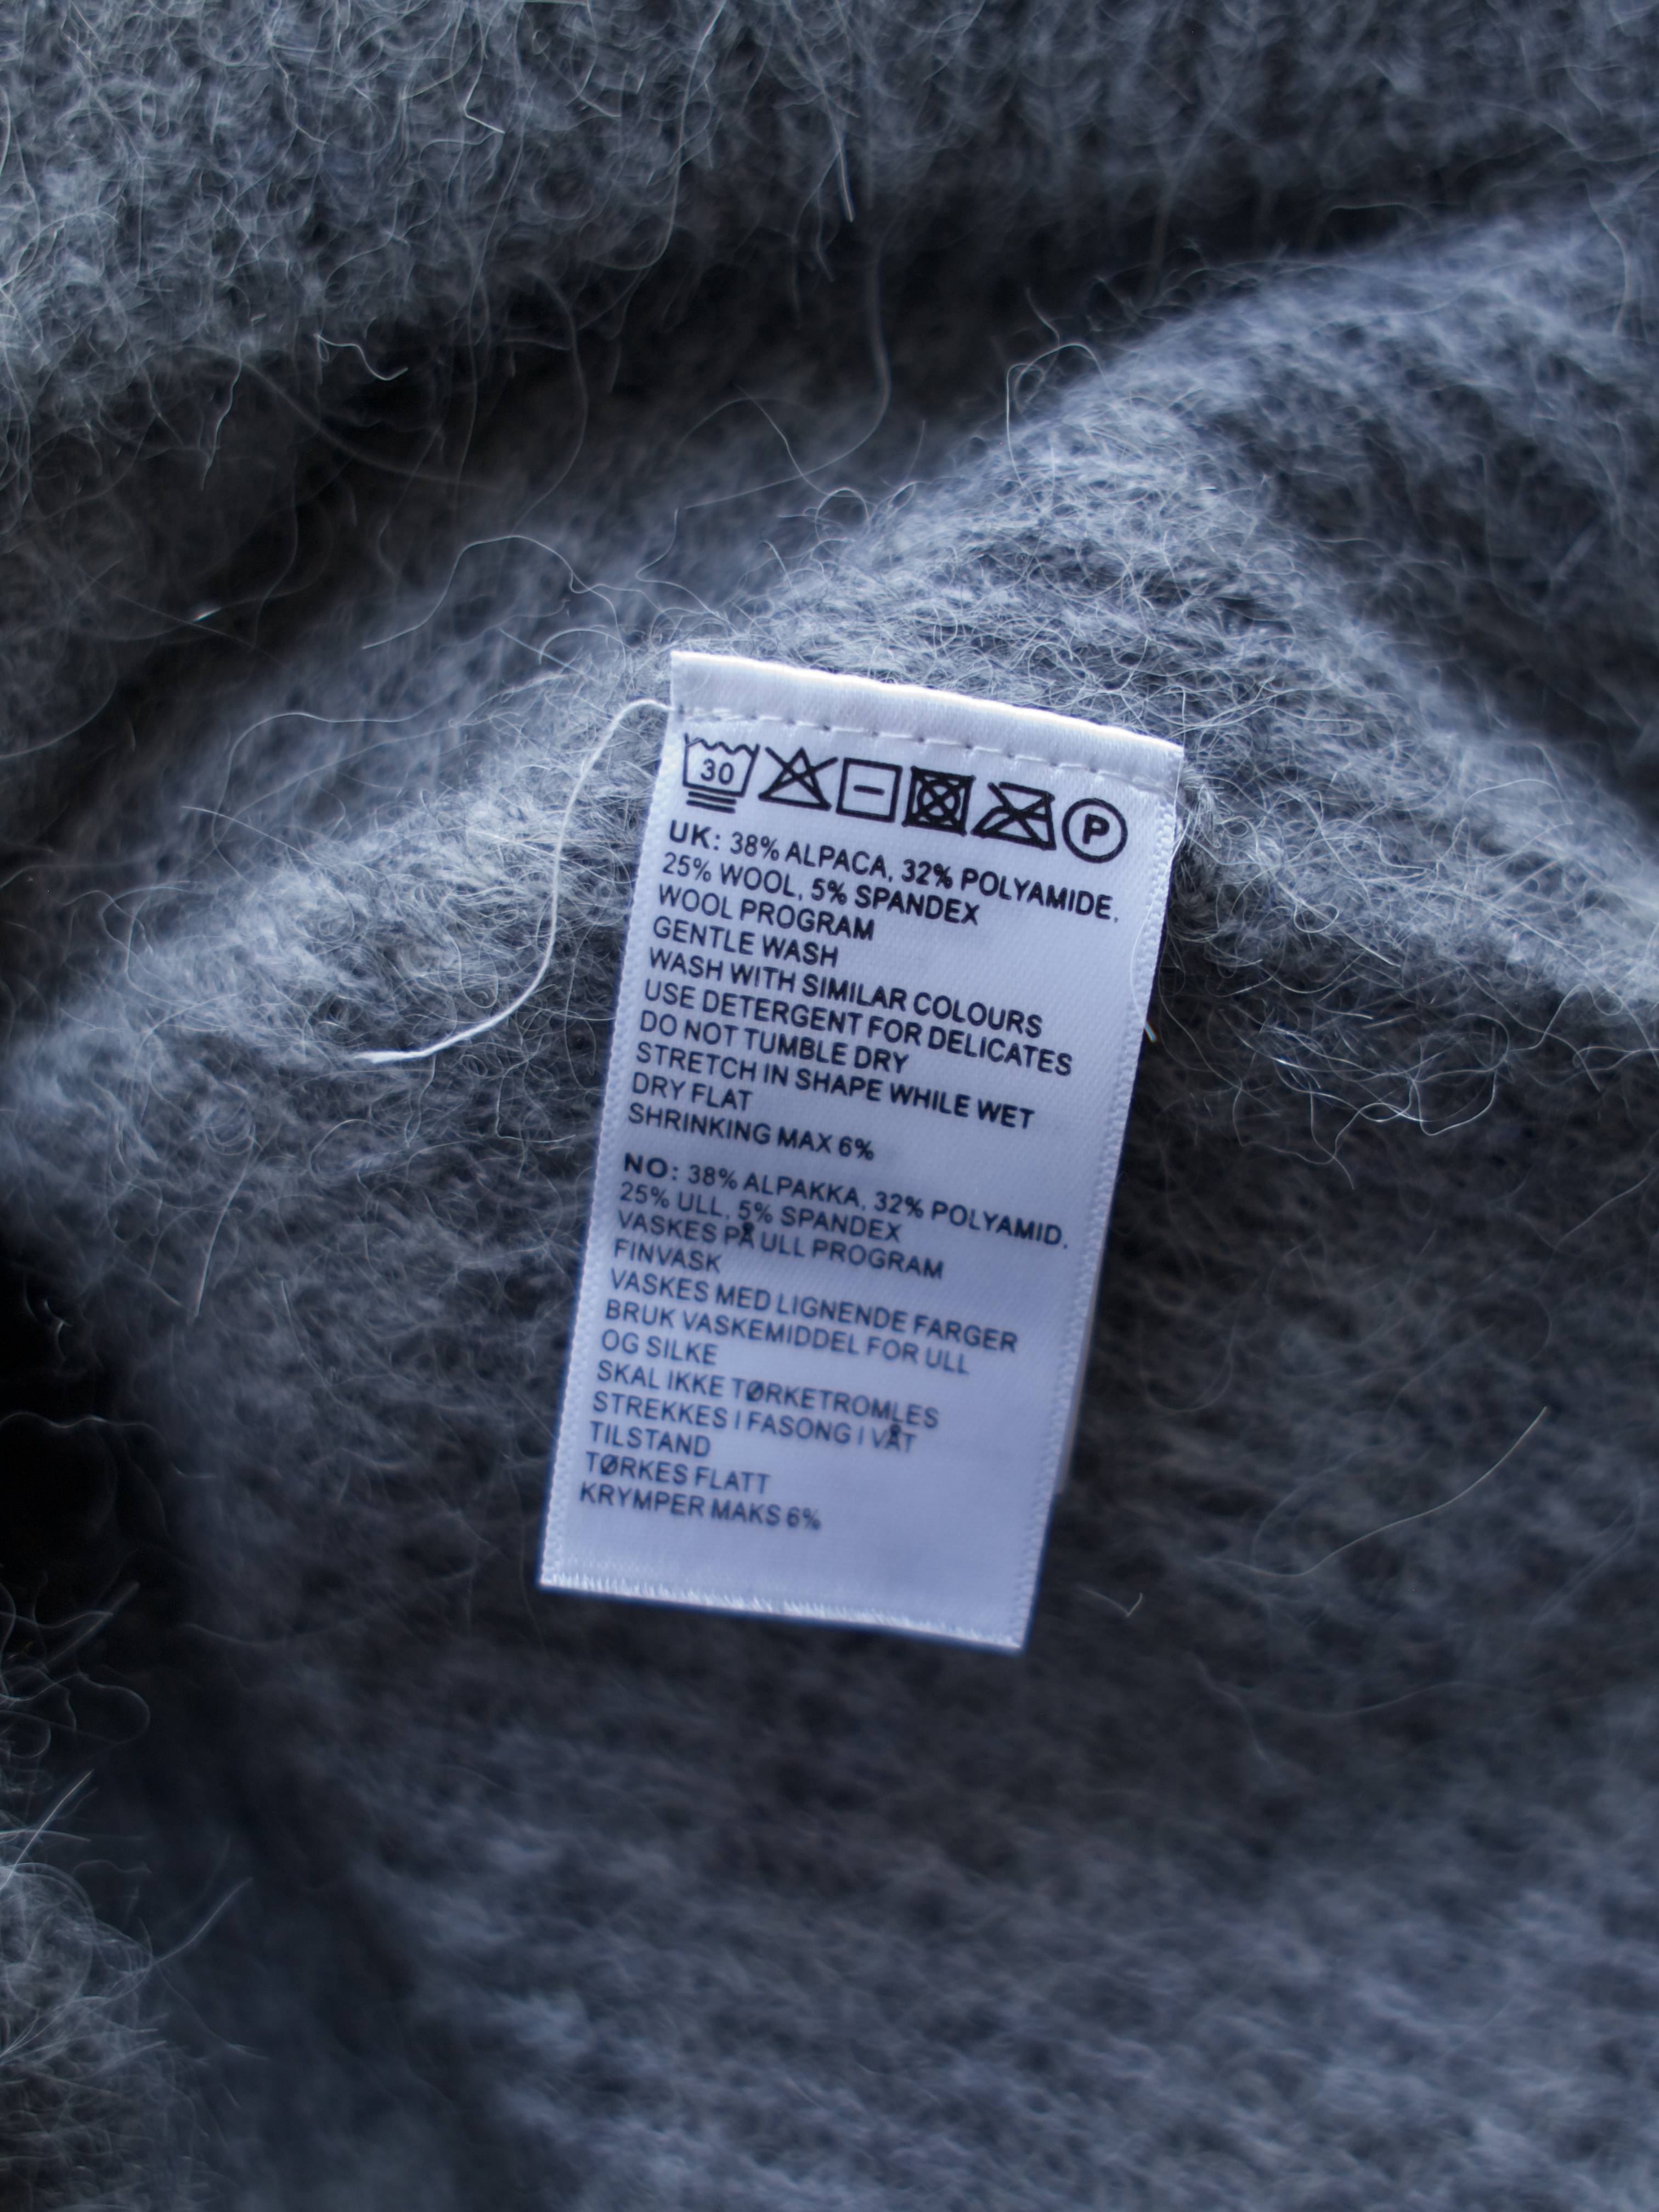 30 P
UK: 38% ALPACA, 32% POLYAMIDE,
25% WOOL, 5% SPANDEX
WOOL PROGRAM
GENTLE WASH
WASH WITH SIMILAR COLOURS
USE DETERGENT FOR DELICATES
DO NOT TUMBLE DRY
STRETCH IN SHAPE WHILE WET
DRY FLAT
SHRINKING MAX 6%
NO: 38% ALPAKKA, 32% POLYAMID,
25% ULL, 5% SPANDEX
VASKES PÅ ULL PROGRAM
FINVASK
VASKES MED LIGNENDE FARGER
BRUK VASKEMIDDEL FOR ULL
OG SILKE
SKAL IKKE TØRKETROMLES
STREKKES I FASONG I VÅT
TILSTAND
TØRKES FLATT
KRYMPER MAKS 6%